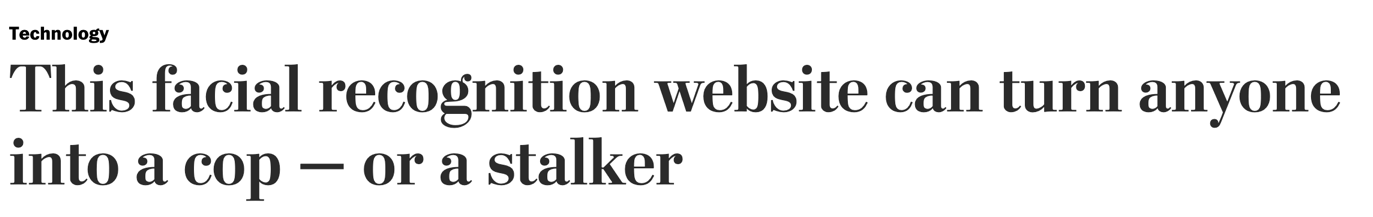 Technology
This facial recognition website can turn anyone
into a cop — or a stalker